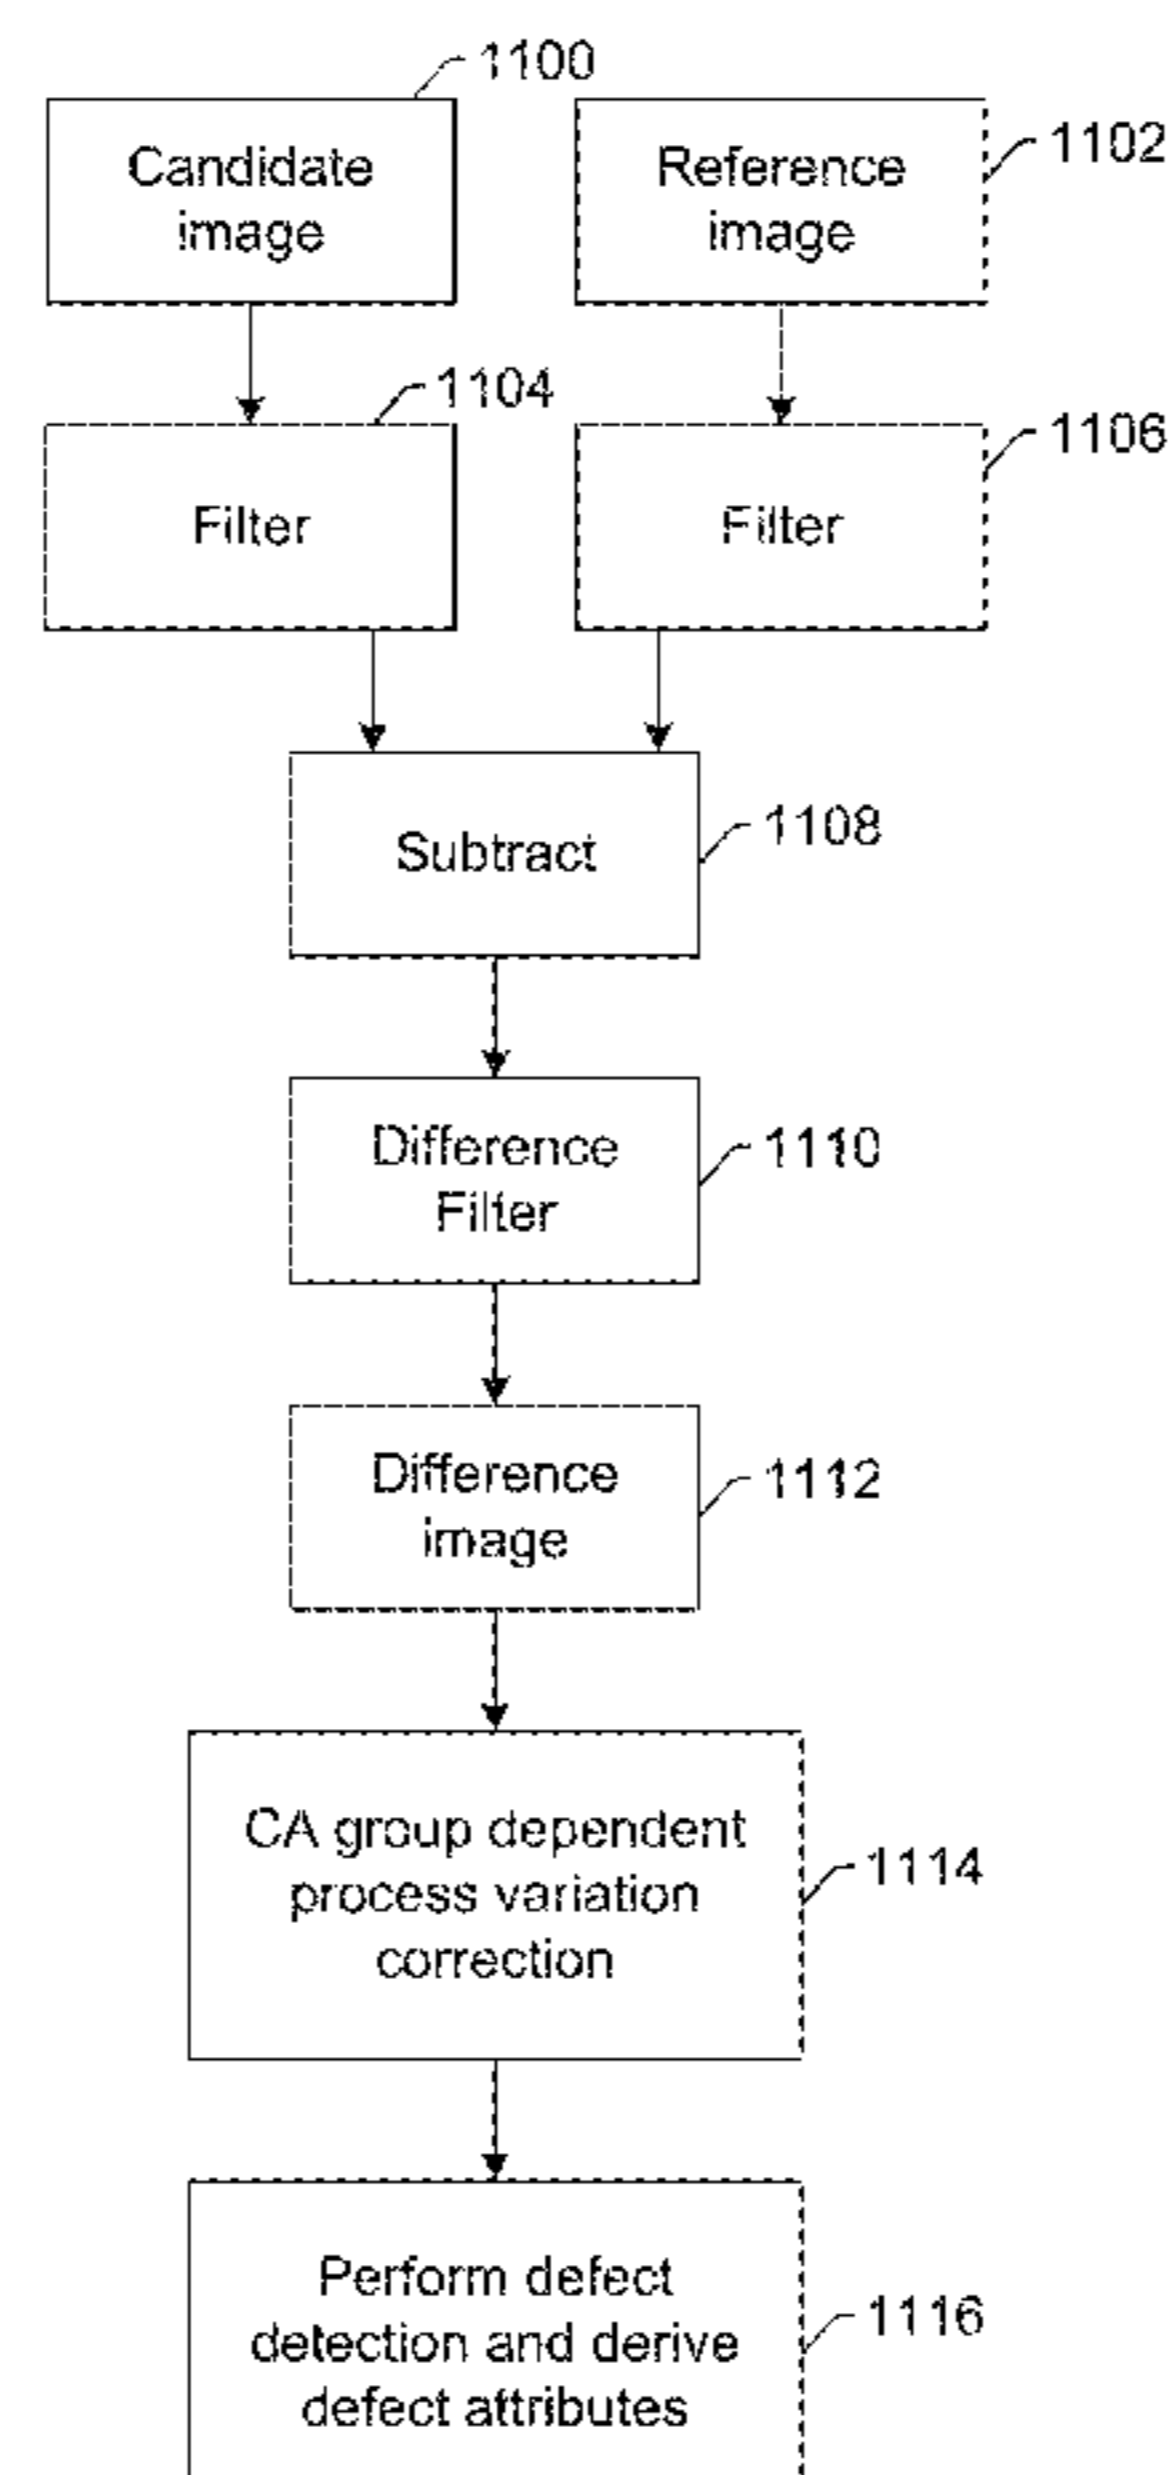 1100
Candidate
image
1102
Reference
image
1104
Filter
1106
Filter
Subtract
1108
Difference
Filter
1110
Difference
image
1112
CA group dependent
process variation
correction
1114
Perform defect
detection and derive
defect attributes
1116